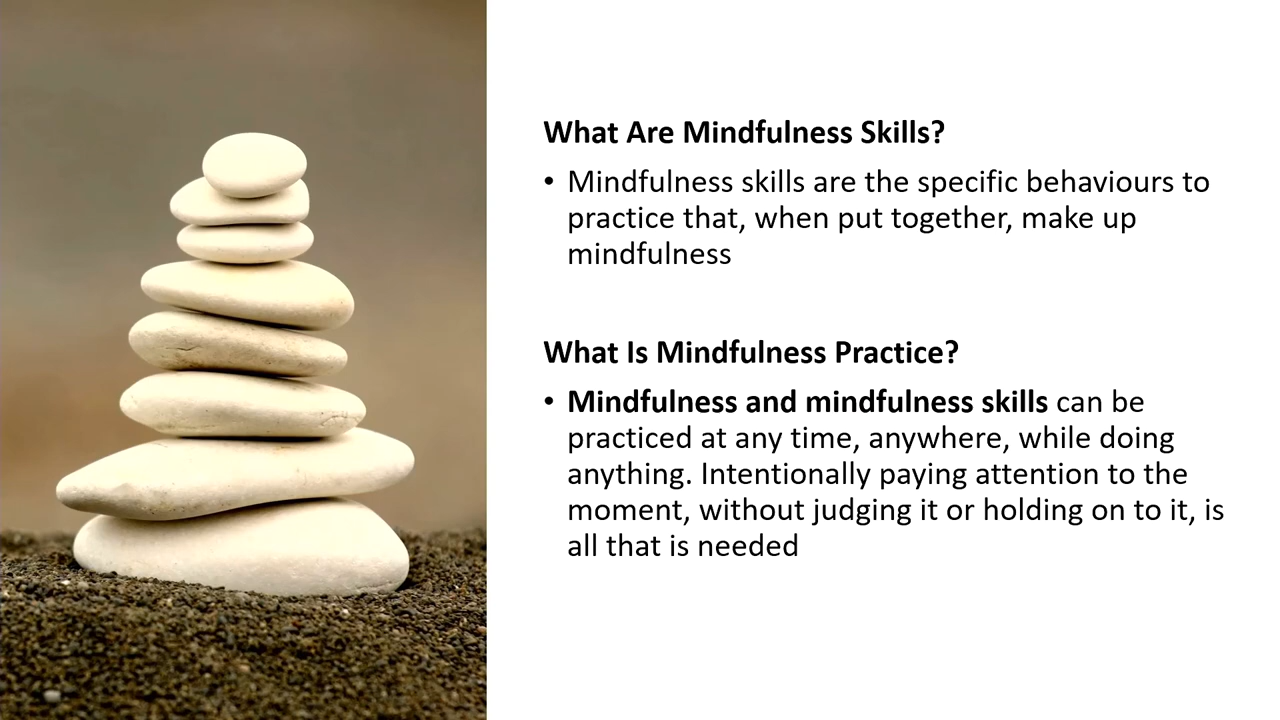 What Are Mindfulness Skills?
• Mindfulness skills are the specific behaviours to
practice that, when put together, make up
mindfulness
What Is Mindfulness Practice?
• Mindfulness and mindfulness skills can be
practiced at any time, anywhere, while doing
anything. Intentionally paying attention to the
moment, without judging it or holding on to it, is
all that is needed